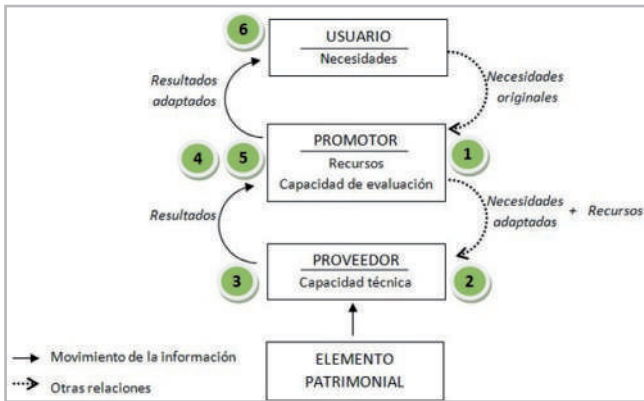 6
USUARIO
Necesidades
Resultados
adaptados
Necesidades
originales
4
5
PROMOTOR
Recursos
Capacidad de evaluación
1
Resultados
Necesidades
adaptadas
+ Recursos
3
PROVEEDOR
Capacidad técnica
2
Movimiento de la información
Otras relaciones
ELEMENTO
PATRIMONIAL